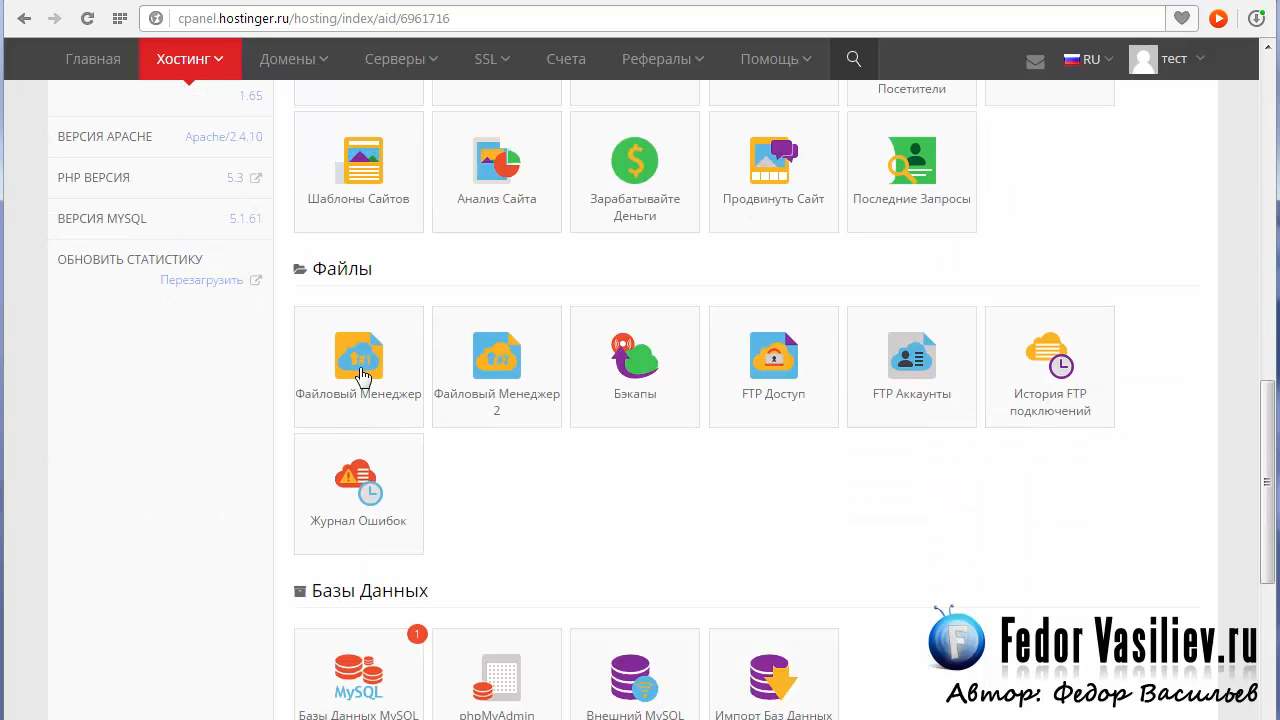 cpanel.hostinger.ru/hosting/index/aid/6961716
Главная Хостинг Домены Серверы SSL Счета Рефералы Помощь RU тест
1.65
ВЕРСИЯ APACHE Apache/2.4.10
PHP ВЕРСИЯ 5.3
ВЕРСИЯ MYSQL 5.1.61
ОБНОВИТЬ СТАТИСТИКУ
Перезагрузить
Посетители
Шаблоны Сайтов
Анализ Сайта
Зарабатывайте
Деньги
Продвинуть Сайт
Последние Запросы
Файлы
Файловый Менеджер
Файловый Менеджер
2
Бэкапы
FTP Доступ
FTP Аккаунты
История FTP
подключений
Журнал Ошибок
Базы Данных
1
MySQL
Базы Данных MySQL
phpMyAdmin
Внешний MySQL
Импорт Баз Данных
F
Fedor Vasiliev.ru
Автор: Федор Васильев